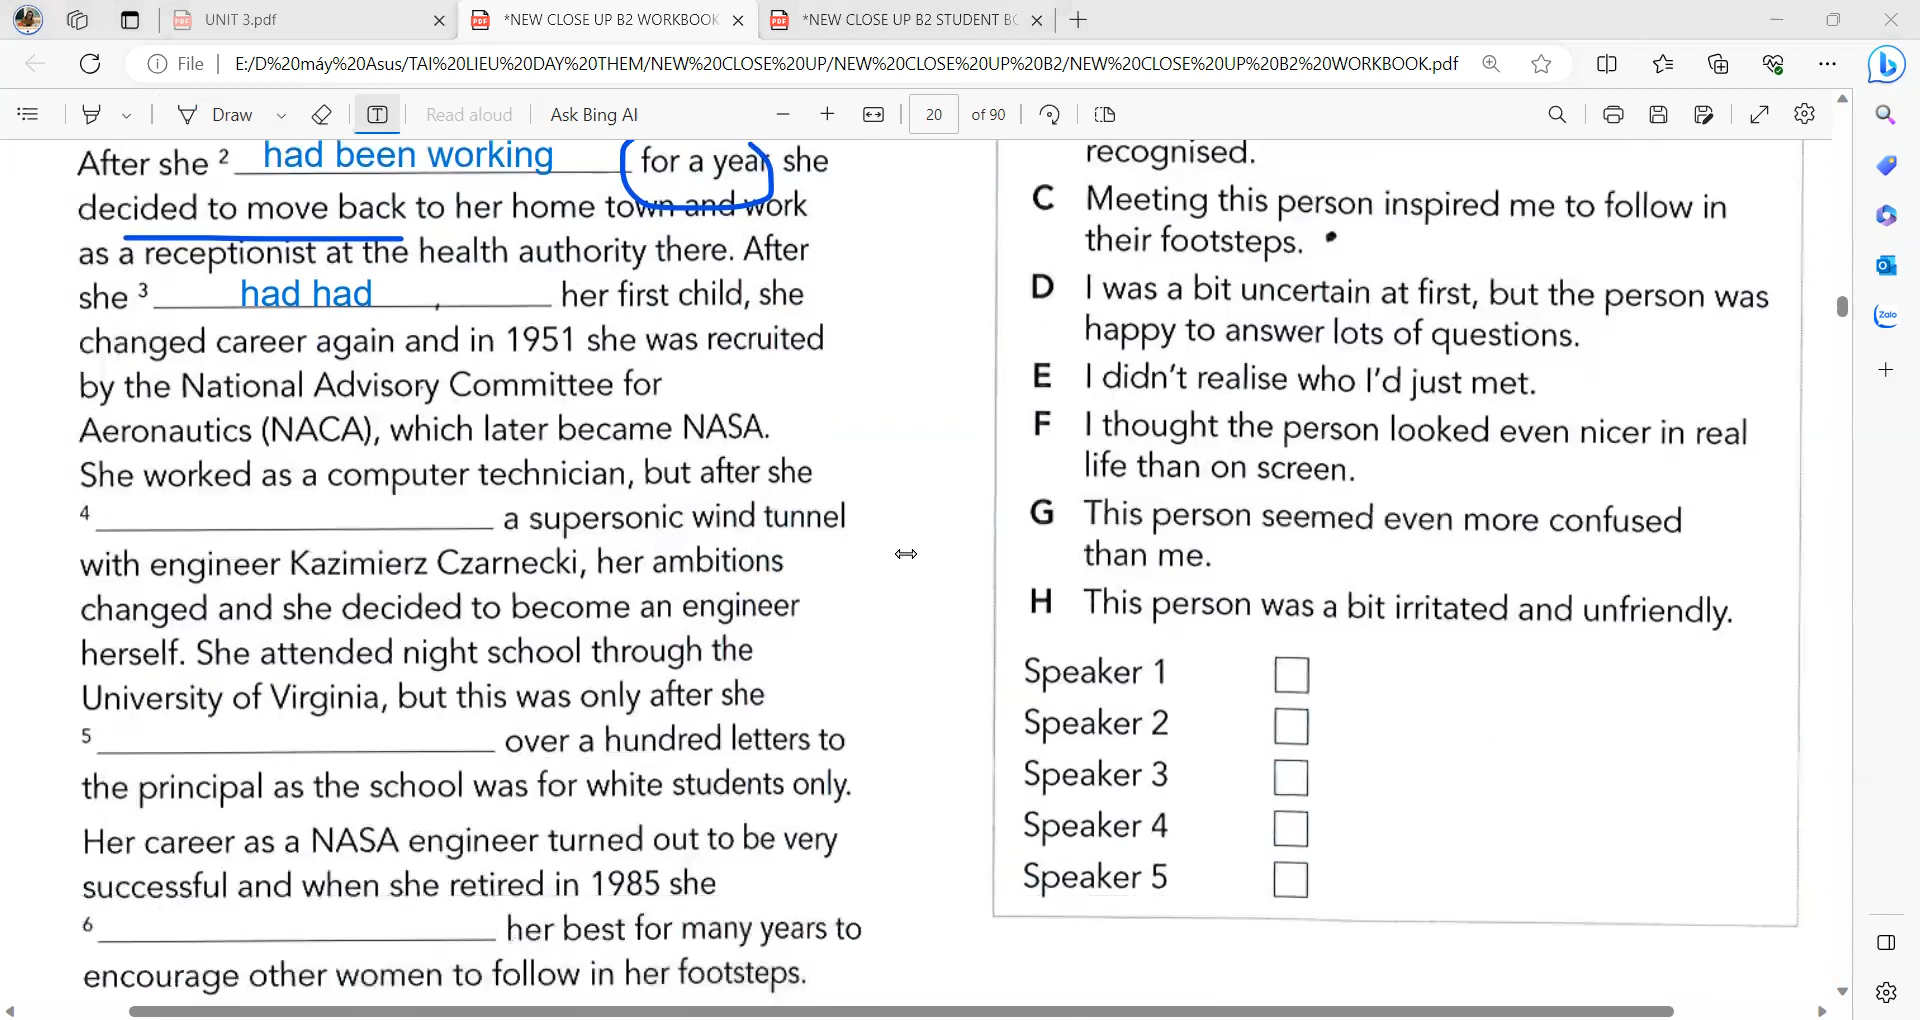 UNIT 3.pdf
*NEW CLOSE UP B2 WORKBOOK
*NEW CLOSE UP B2 STUDENT BO
File
E:/D%20máy%20Asus/TAI%20LIEU%20DAY%20THEM/NEW%20CLOSE%20UP/NEW%20CLOSE%20UP%20B2/NEW%20CLOSE%20UP%20B2%20WORKBOOK.pdf
Draw
Read aloud
Ask Bing AI
20 of 90
After she 2 had been working for a year she
decided to move back to her home town and work
as a receptionist at the health authority there. After
she 3 had had , her first child, she
changed career again and in 1951 she was recruited
by the National Advisory Committee for
Aeronautics (NACA), which later became NASA.
She worked as a computer technician, but after she
4 a supersonic wind tunnel
with engineer Kazimierz Czarnecki, her ambitions
changed and she decided to become an engineer
herself. She attended night school through the
University of Virginia, but this was only after she
5 over a hundred letters to
the principal as the school was for white students only.
Her career as a NASA engineer turned out to be very
successful and when she retired in 1985 she
6 her best for many years to
encourage other women to follow in her footsteps.
recognised.
C Meeting this person inspired me to follow in
their footsteps.
D I was a bit uncertain at first, but the person was
happy to answer lots of questions.
E I didn't realise who I'd just met.
F I thought the person looked even nicer in real
life than on screen.
G This person seemed even more confused
than me.
H This person was a bit irritated and unfriendly.
Speaker 1
Speaker 2
Speaker 3
Speaker 4
Speaker 5
Zalo